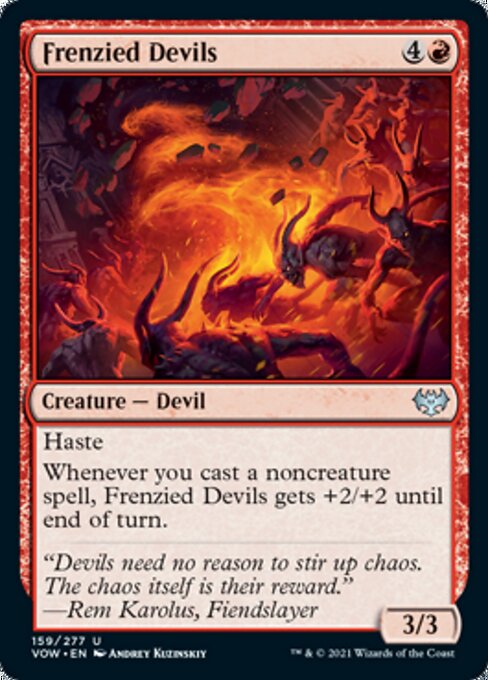 Frenzied Devils 4
Creature — Devil
Haste
Whenever you cast a noncreature
spell, Frenzied Devils gets +2/+2 until
end of turn.
“Devils need no reason to stir up chaos.
The chaos itself is their reward.”
—Rem Karolus, Fiendslayer
3/3
159/277 U
VOW • EN Andrey Kuzinskiy
™ & © 2021 Wizards of the Coast